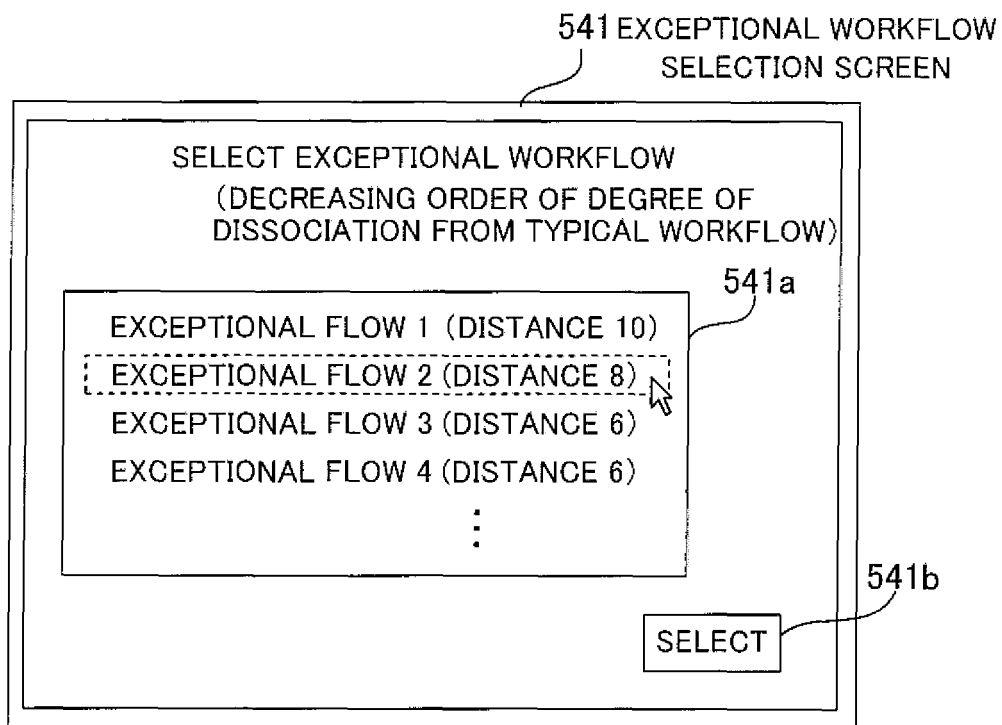 541 EXCEPTIONAL WORKFLOW
SELECTION SCREEN
SELECT EXCEPTIONAL WORKFLOW
(DECREASING ORDER OF DEGREE OF
DISSOCIATION FROM TYPICAL WORKFLOW)
541a
EXCEPTIONAL FLOW 1 (DISTANCE 10)
EXCEPTIONAL FLOW 2 (DISTANCE 8)
EXCEPTIONAL FLOW 3 (DISTANCE 6)
EXCEPTIONAL FLOW 4 (DISTANCE 6)
⋮
541b
SELECT